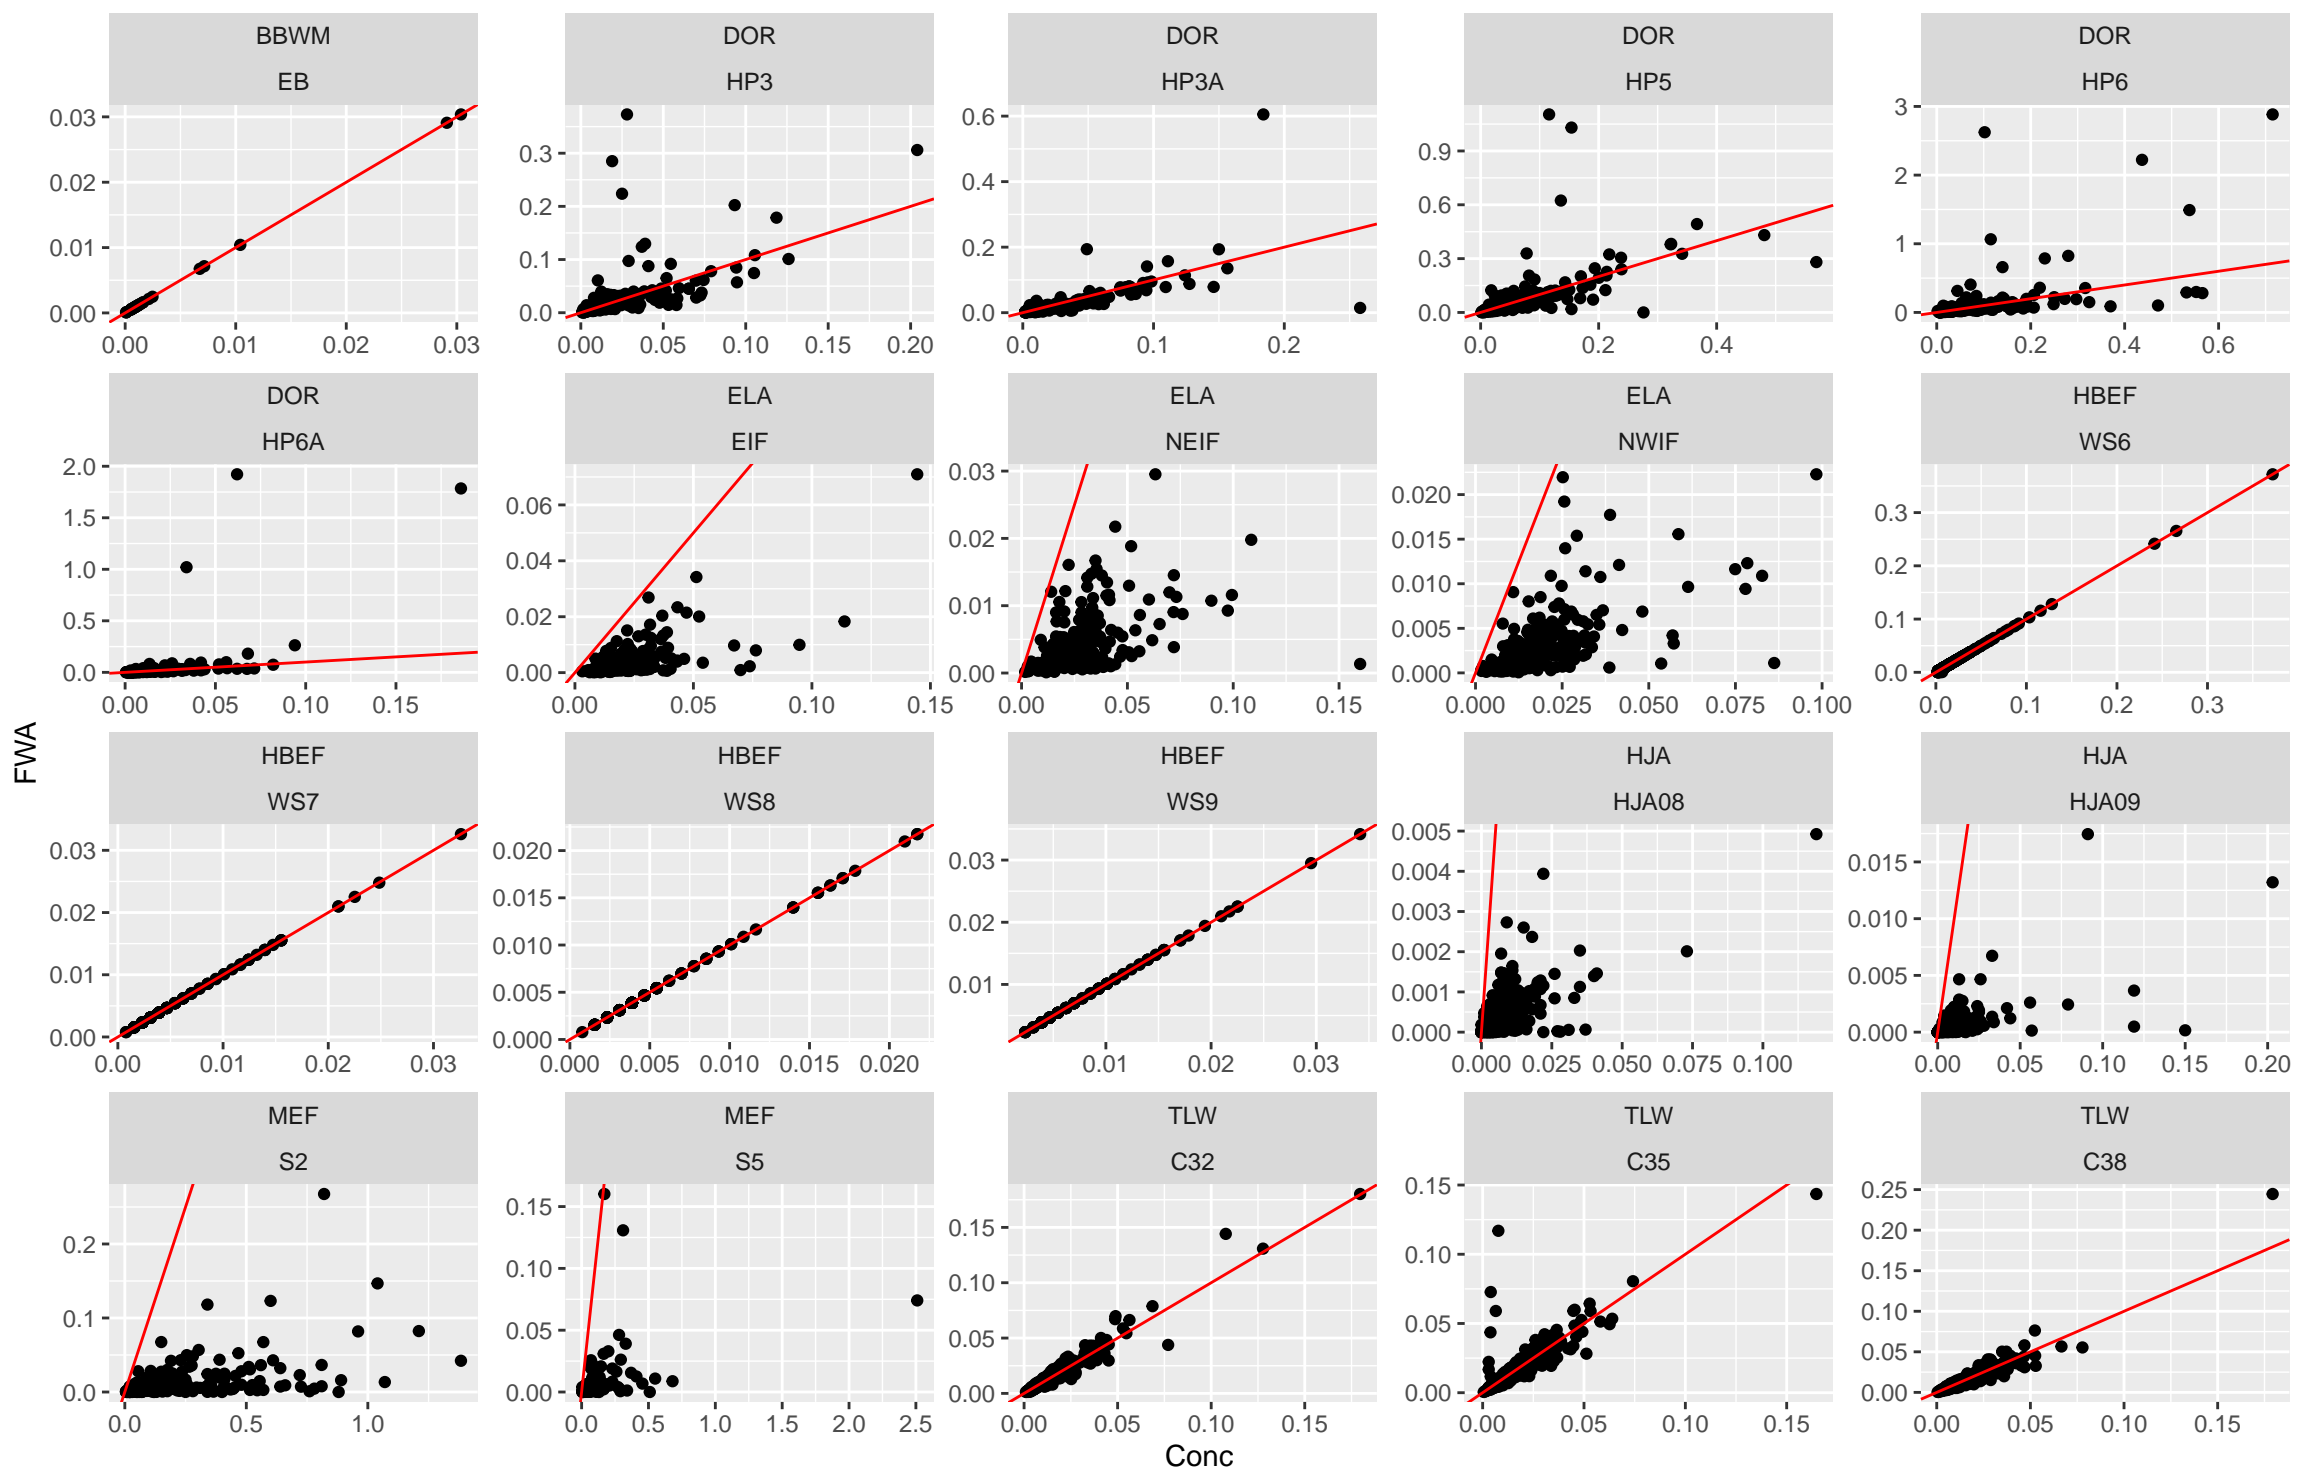 BBWM DOR DOR DOR DOR
EB HP3 HP3A HP5 HP6
0.03 0.02 0.01 0.00
0.3 0.2 0.1 0.0
0.6 0.4 0.2 0.0
0.9 0.6 0.3 0.0
3 2 1 0
0.00 0.01 0.02 0.03 0.00 0.05 0.10 0.15 0.20 0.0 0.1 0.2 0.0 0.2 0.4 0.0 0.2 0.4 0.6
DOR ELA ELA ELA HBEF
HP6A EIF NEIF NWIF WS6
2.0 1.5 1.0 0.5 0.0
0.06 0.04 0.02 0.00
0.03 0.02 0.01 0.00
0.020 0.015 0.010 0.005 0.000
0.3 0.2 0.1 0.0
0.00 0.05 0.10 0.15 0.00 0.05 0.10 0.15 0.00 0.05 0.10 0.15 0.000 0.025 0.050 0.075 0.100 0.0 0.1 0.2 0.3
FWA
HBEF HBEF HBEF HJA HJA
WS7 WS8 WS9 HJA08 HJA09
0.03 0.02 0.01 0.00
0.020 0.015 0.010 0.005 0.000
0.03 0.02 0.01
0.005 0.004 0.003 0.002 0.001 0.000
0.015 0.010 0.005 0.000
0.00 0.01 0.02 0.03 0.000 0.005 0.010 0.015 0.020 0.01 0.02 0.03 0.000 0.025 0.050 0.075 0.100 0.00 0.05 0.10 0.15 0.20
MEF MEF TLW TLW TLW
S2 S5 C32 C35 C38
0.2 0.1 0.0
0.15 0.10 0.05 0.00
0.15 0.10 0.05 0.00
0.15 0.10 0.05 0.00
0.25 0.20 0.15 0.10 0.05 0.00
0.0 0.5 1.0 0.0 0.5 1.0 1.5 2.0 2.5 0.00 0.05 0.10 0.15 0.00 0.05 0.10 0.15 0.00 0.05 0.10 0.15
Conc